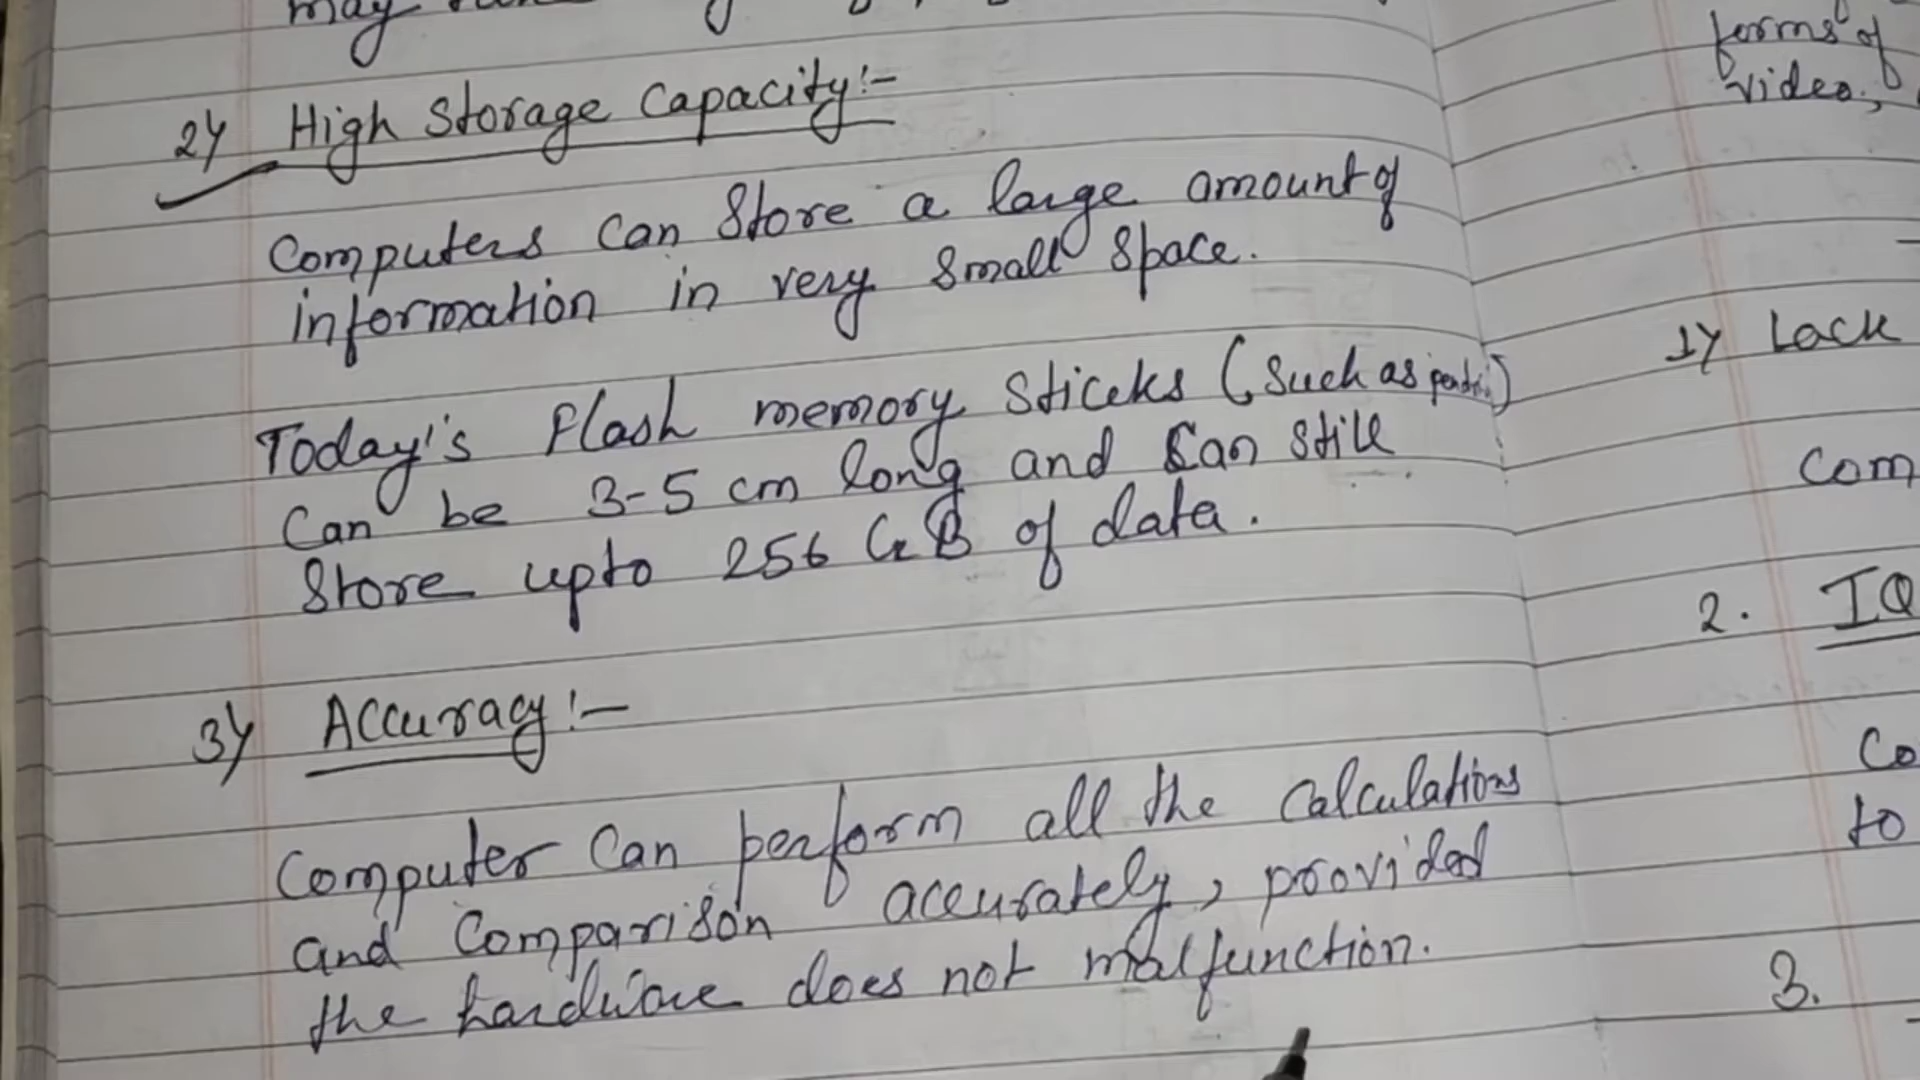 may
2) High Storage Capacity:-
Computers Can Store a large amount of
information in very small space.
Today's Flash memory Sticeks (Such as
Can be 3-5 cm long and Can still
Store upto 256 GB of data.
3) Accuracy:-
Computer Can perform all the Calculations
and Comparison accurately, provided
the hardware does not malfunction.
forms of
video,
1) Lack
Com
2. IQ
Co
to
3.